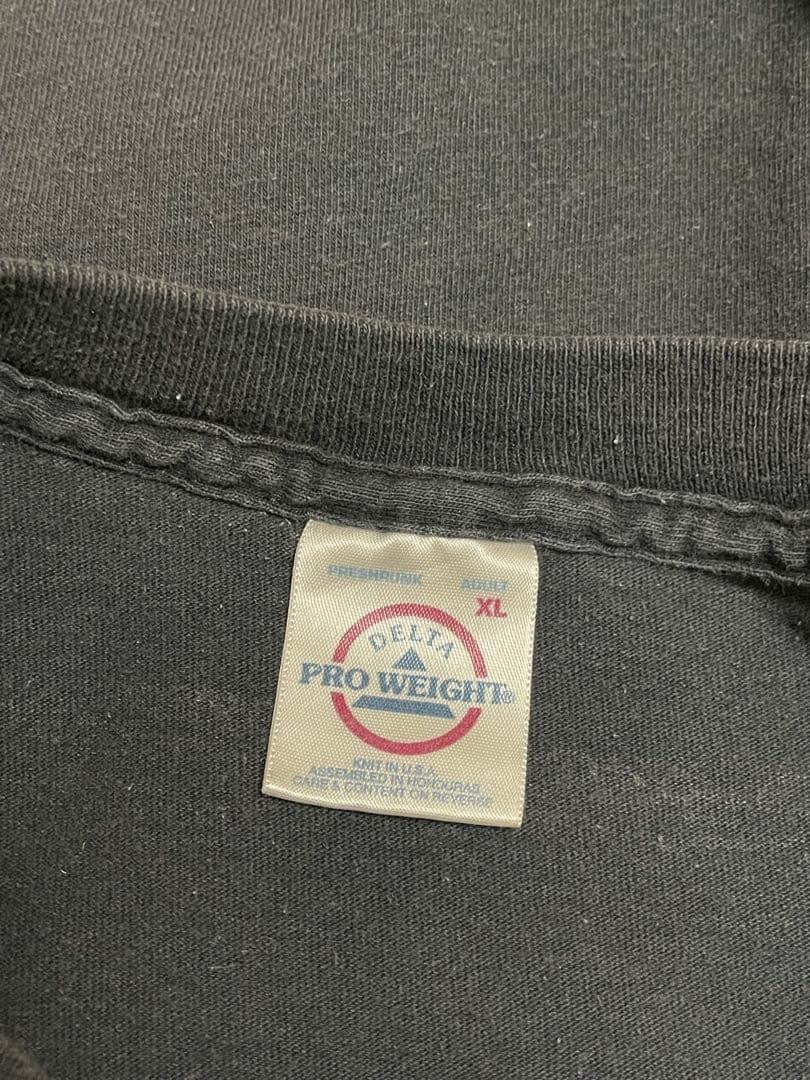 PRESHRUNK ADULT
XL
DELTA
PRO WEIGHT®
KNIT IN U.S.A.
ASSEMBLED IN HONDURAS
CARE & CONTENT ON REVERSE